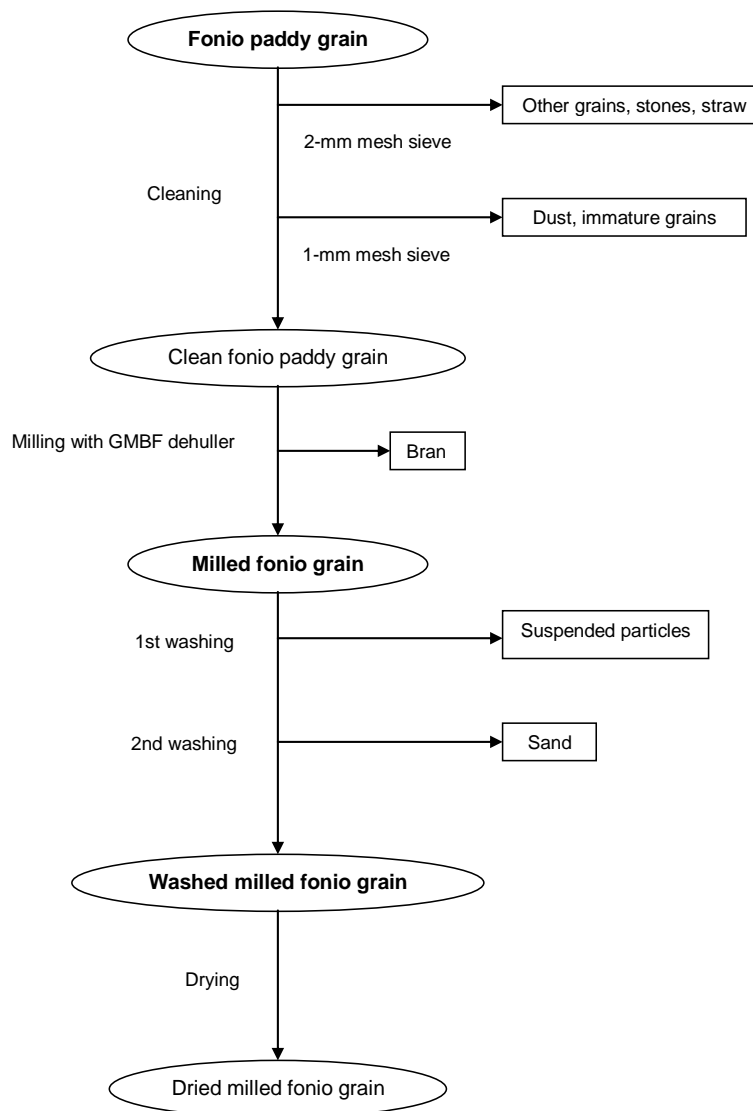 Fonio paddy grain
Other grains, stones, straw
2-mm mesh sieve
Cleaning
Dust, immature grains
1-mm mesh sieve
Clean fonio paddy grain
Milling with GMBF dehuller
Bran
Milled fonio grain
1st washing
Suspended particles
2nd washing
Sand
Washed milled fonio grain
Drying
Dried milled fonio grain